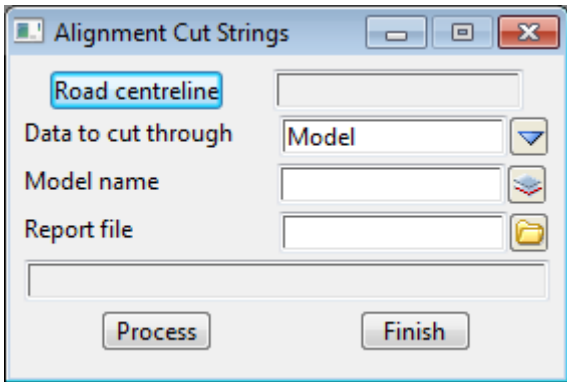 Alignment Cut Strings
Road centreline
Data to cut through Model
Model name
Report file
Process Finish